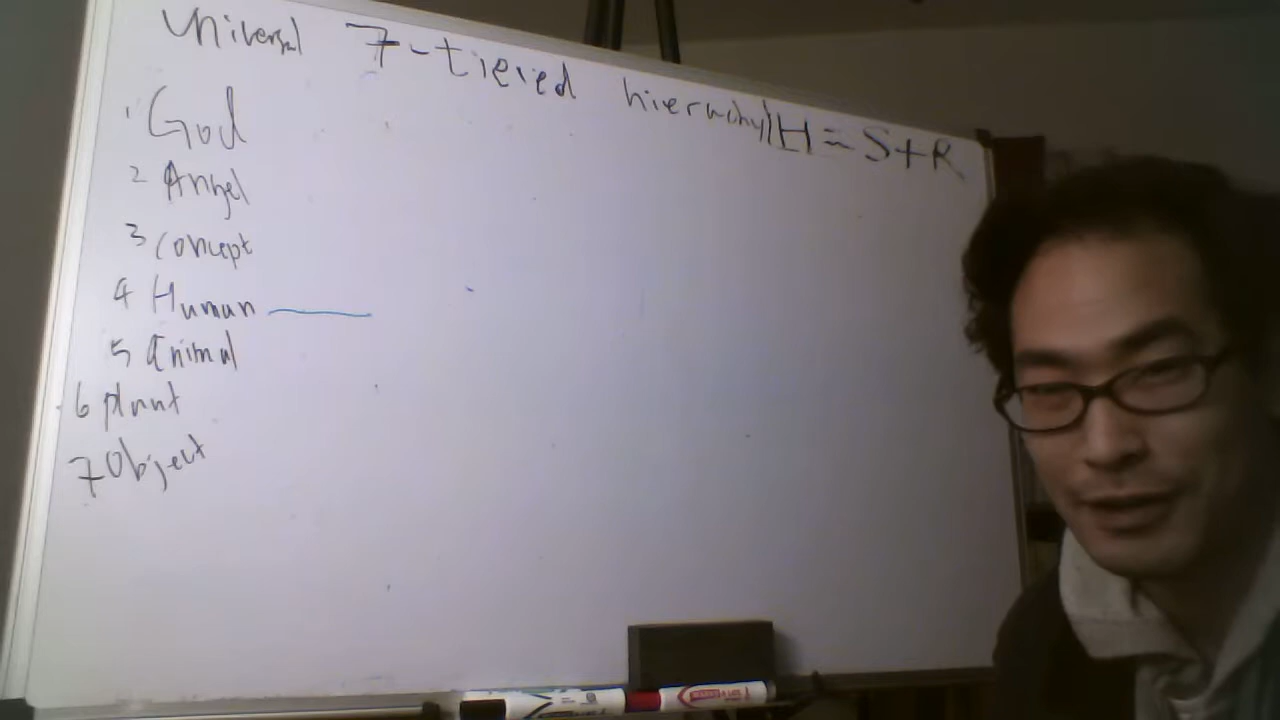 Universal 7-tiered hierarchy H = S+R
1 God
2 Angel
3 concept
4 Human
5 Animal
6 plant
7 Object